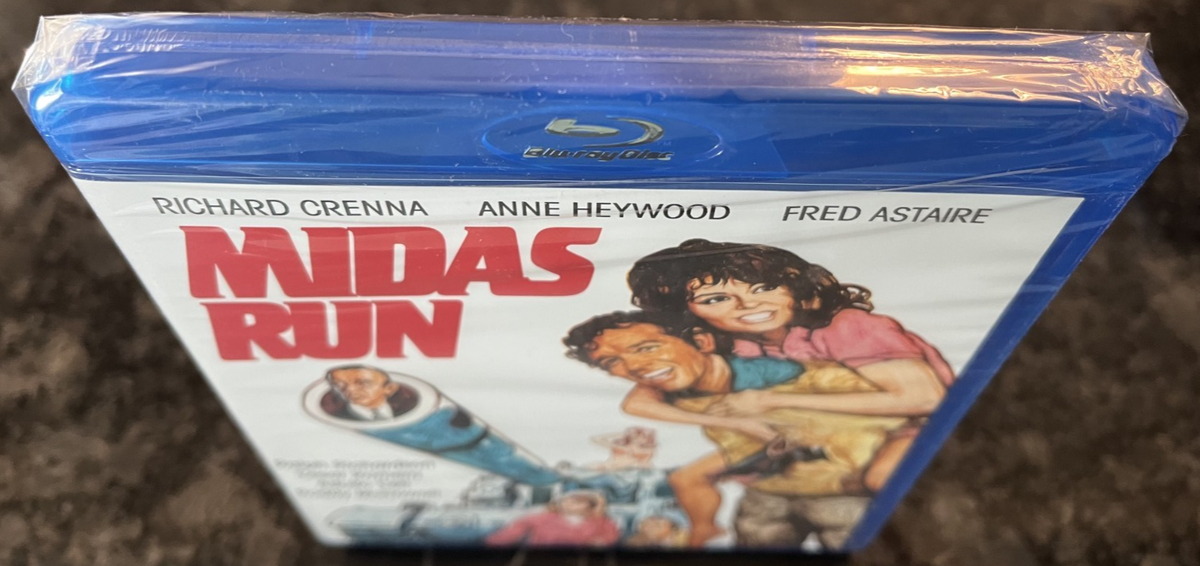 Blu-ray Disc
RICHARD CRENNA ANNE HEYWOOD FRED ASTAIRE
MIDAS
RUN